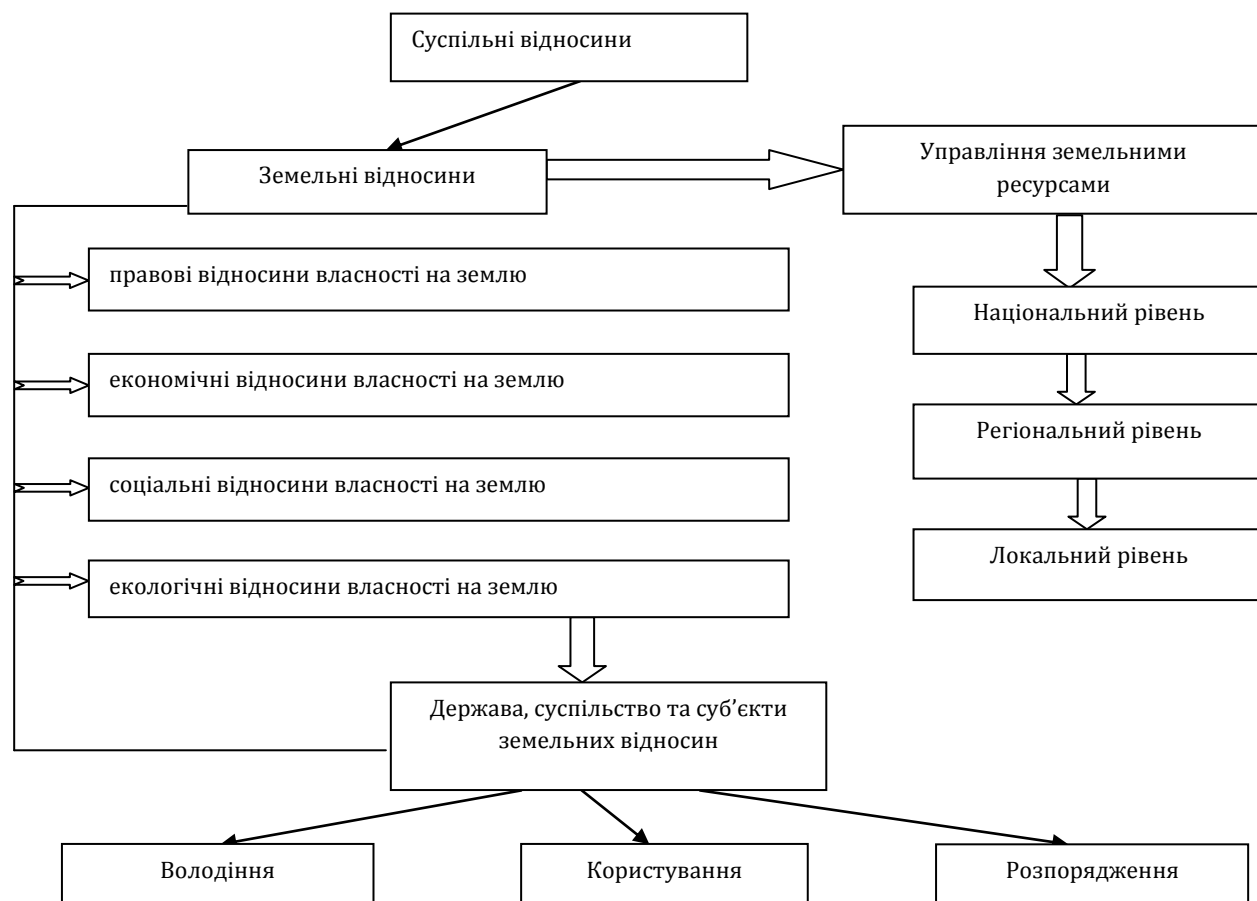 Суспільні відносини
Земельні відносини
Управління земельними
ресурсами
правові відносини власності на землю
Національний рівень
економічні відносини власності на землю
Регіональний рівень
соціальні відносини власності на землю
Локальний рівень
екологічні відносини власності на землю
Держава, суспільство та суб’єкти
земельних відносин
Володіння
Користування
Розпорядження